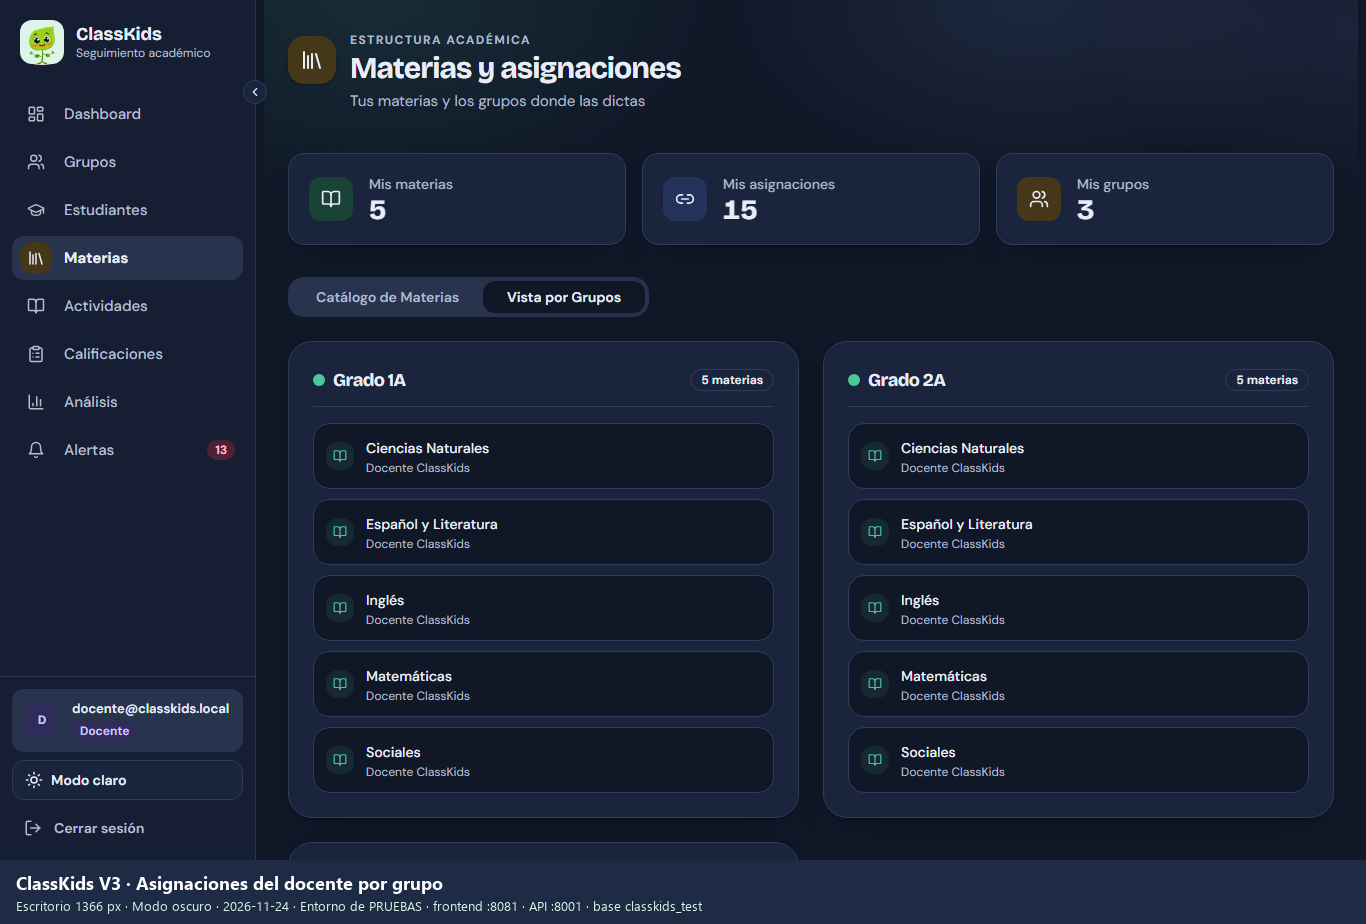 ClassKids
Seguimiento académico
Dashboard
Grupos
Estudiantes
Materias
Actividades
Calificaciones
Análisis
Alertas
13
D
docente@classkids.local
Docente
Modo claro
Cerrar sesión
ESTRUCTURA ACADÉMICA
Materias y asignaciones
Tus materias y los grupos donde las dictas
Mis materias
5
Mis asignaciones
15
Mis grupos
3
Catálogo de Materias
Vista por Grupos
Grado 1A
5 materias
Ciencias Naturales
Docente ClassKids
Español y Literatura
Docente ClassKids
Inglés
Docente ClassKids
Matemáticas
Docente ClassKids
Sociales
Docente ClassKids
Grado 2A
5 materias
Ciencias Naturales
Docente ClassKids
Español y Literatura
Docente ClassKids
Inglés
Docente ClassKids
Matemáticas
Docente ClassKids
Sociales
Docente ClassKids
ClassKids V3 · Asignaciones del docente por grupo
Escritorio 1366 px · Modo oscuro · 2026-11-24 · Entorno de PRUEBAS · frontend :8081 · API :8001 · base classkids_test